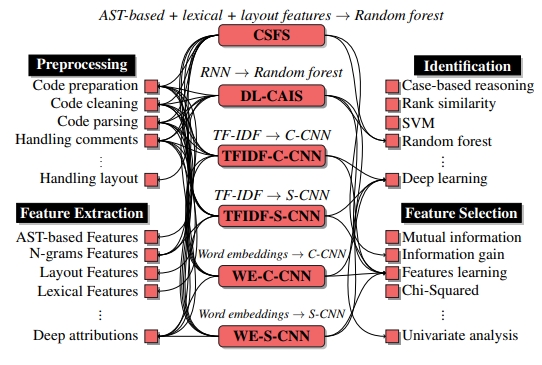 AST-based + lexical + layout features → Random forest
CSFS
Preprocessing
Code preparation
Code cleaning
Code parsing
Handling comments
⋮
Handling layout
Feature Extraction
AST-based Features
N-grams Features
Layout Features
Lexical Features
⋮
Deep attributions
RNN → Random forest
DL-CAIS
TF-IDF → C-CNN
TFIDF-C-CNN
TF-IDF → S-CNN
TFIDF-S-CNN
Word embeddings → C-CNN
WE-C-CNN
Word embeddings → S-CNN
WE-S-CNN
Identification
Case-based reasoning
Rank similarity
SVM
Random forest
⋮
Deep learning
Feature Selection
Mutual information
Information gain
Features learning
Chi-Squared
⋮
Univariate analysis